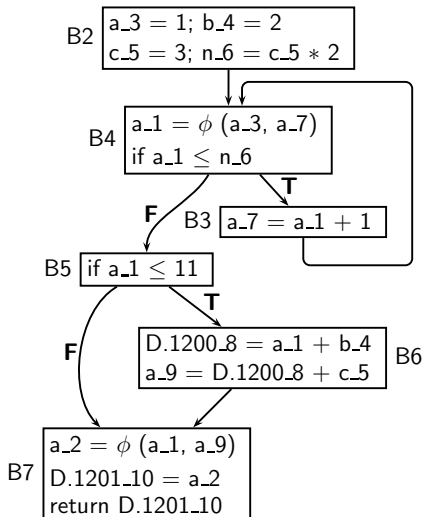 B2
a_3 = 1; b_4 = 2
c_5 = 3; n_6 = c_5 * 2
B4
a_1 = ϕ (a_3, a_7)
if a_1 ≤ n_6
F
T
B3
a_7 = a_1 + 1
B5
if a_1 ≤ 11
F
T
D.1200_8 = a_1 + b_4
a_9 = D.1200_8 + c_5
B6
B7
a_2 = ϕ (a_1, a_9)
D.1201_10 = a_2
return D.1201_10